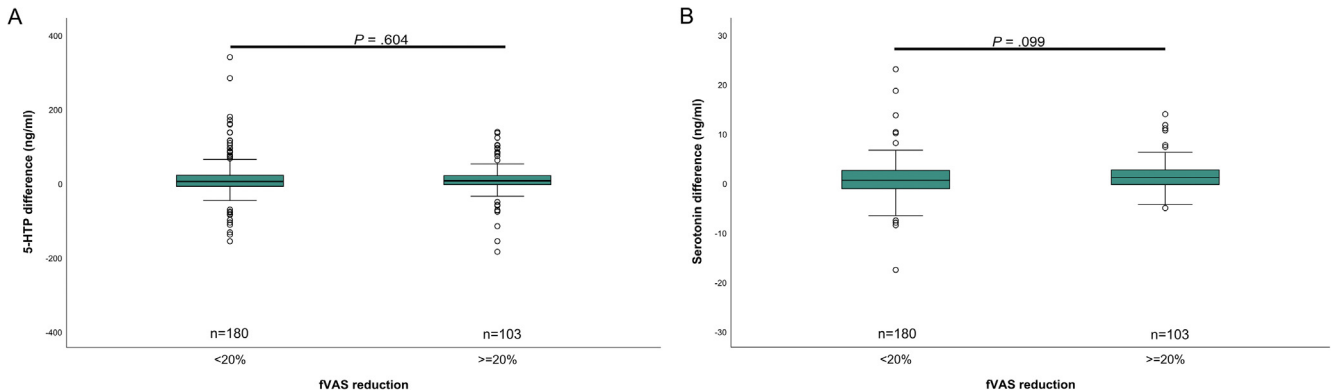 A
P = .604
5-HTP difference (ng/ml)
400
200
0
-200
-400
n=180
n=103
<20%
>=20%
fVAS reduction
B
P = .099
Serotonin difference (ng/ml)
30
20
10
0
-10
-20
-30
n=180
n=103
<20%
>=20%
fVAS reduction